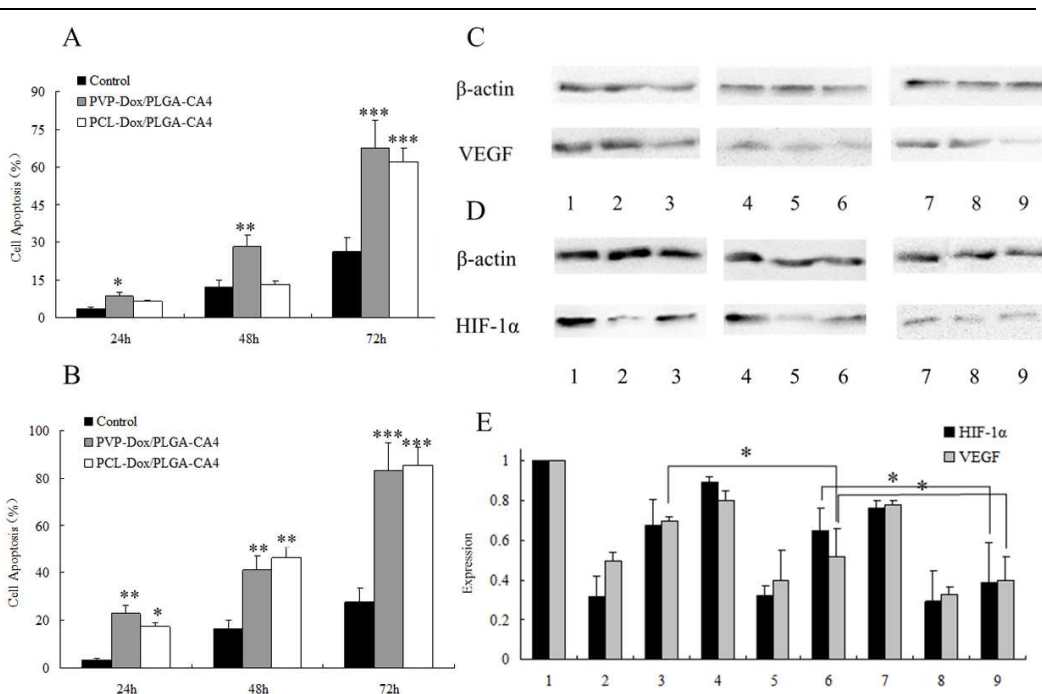 A
Control
PVP-Dox/PLGA-CA4
PCL-Dox/PLGA-CA4
Cell Apoptosis (%)
90
75
60
45
30
15
0
*
**
***
***
24h
48h
72h
B
Control
PVP-Dox/PLGA-CA4
PCL-Dox/PLGA-CA4
Cell Apoptosis (%)
100
80
60
40
20
0
**
*
**
**
***
***
24h
48h
72h
C
β-actin
VEGF
1 2 3 4 5 6 7 8 9
D
β-actin
HIF-1α
1 2 3 4 5 6 7 8 9
E
HIF-1α
VEGF
Expression
1
0.8
0.6
0.4
0
*
*
*
1 2 3 4 5 6 7 8 9